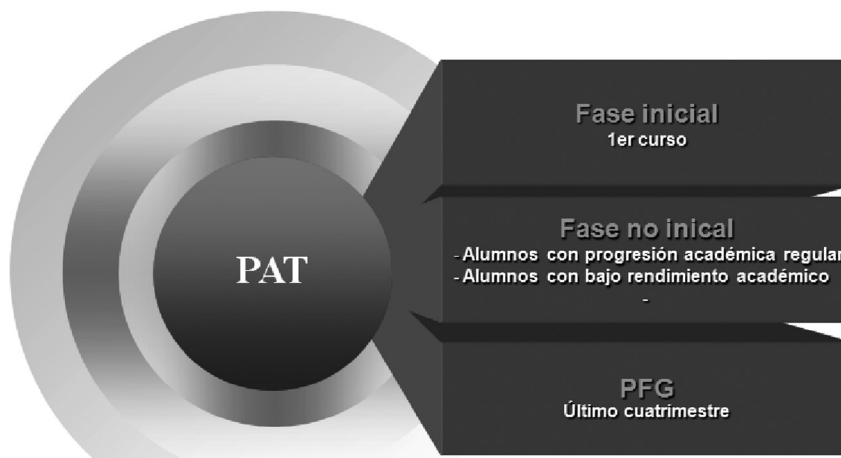 PAT
Fase inicial
1er curso
Fase no inical
- Alumnos con progresión académica regular
- Alumnos con bajo rendimiento académico
-
PFG
Último cuatrimestre